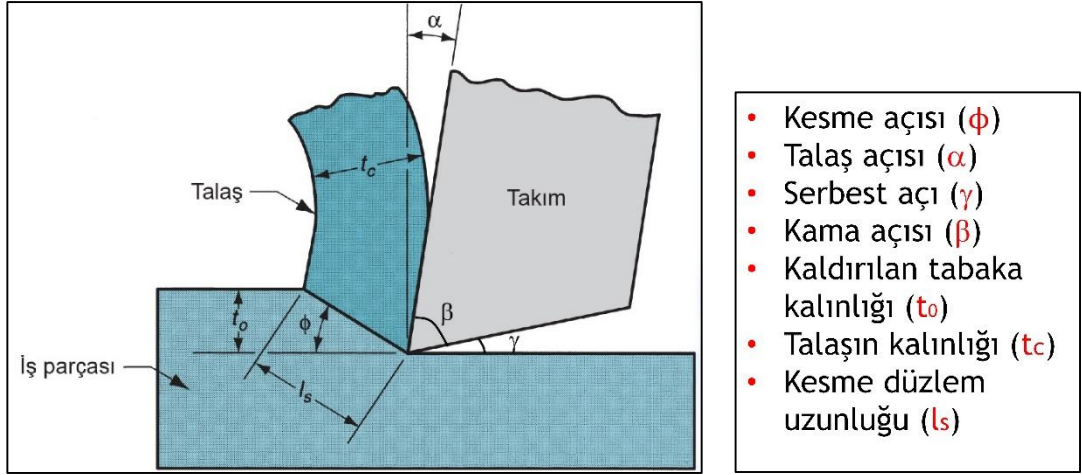 α
t_c
Talaş
Takım
t_o
ϕ
β
γ
İş parçası
l_s
• Kesme açısı (ϕ)
• Talaş açısı (α)
• Serbest açı (γ)
• Kama açısı (β)
• Kaldırılan tabaka
kalınlığı (t0)
• Talaşın kalınlığı (tc)
• Kesme düzlem
uzunluğu (ls)